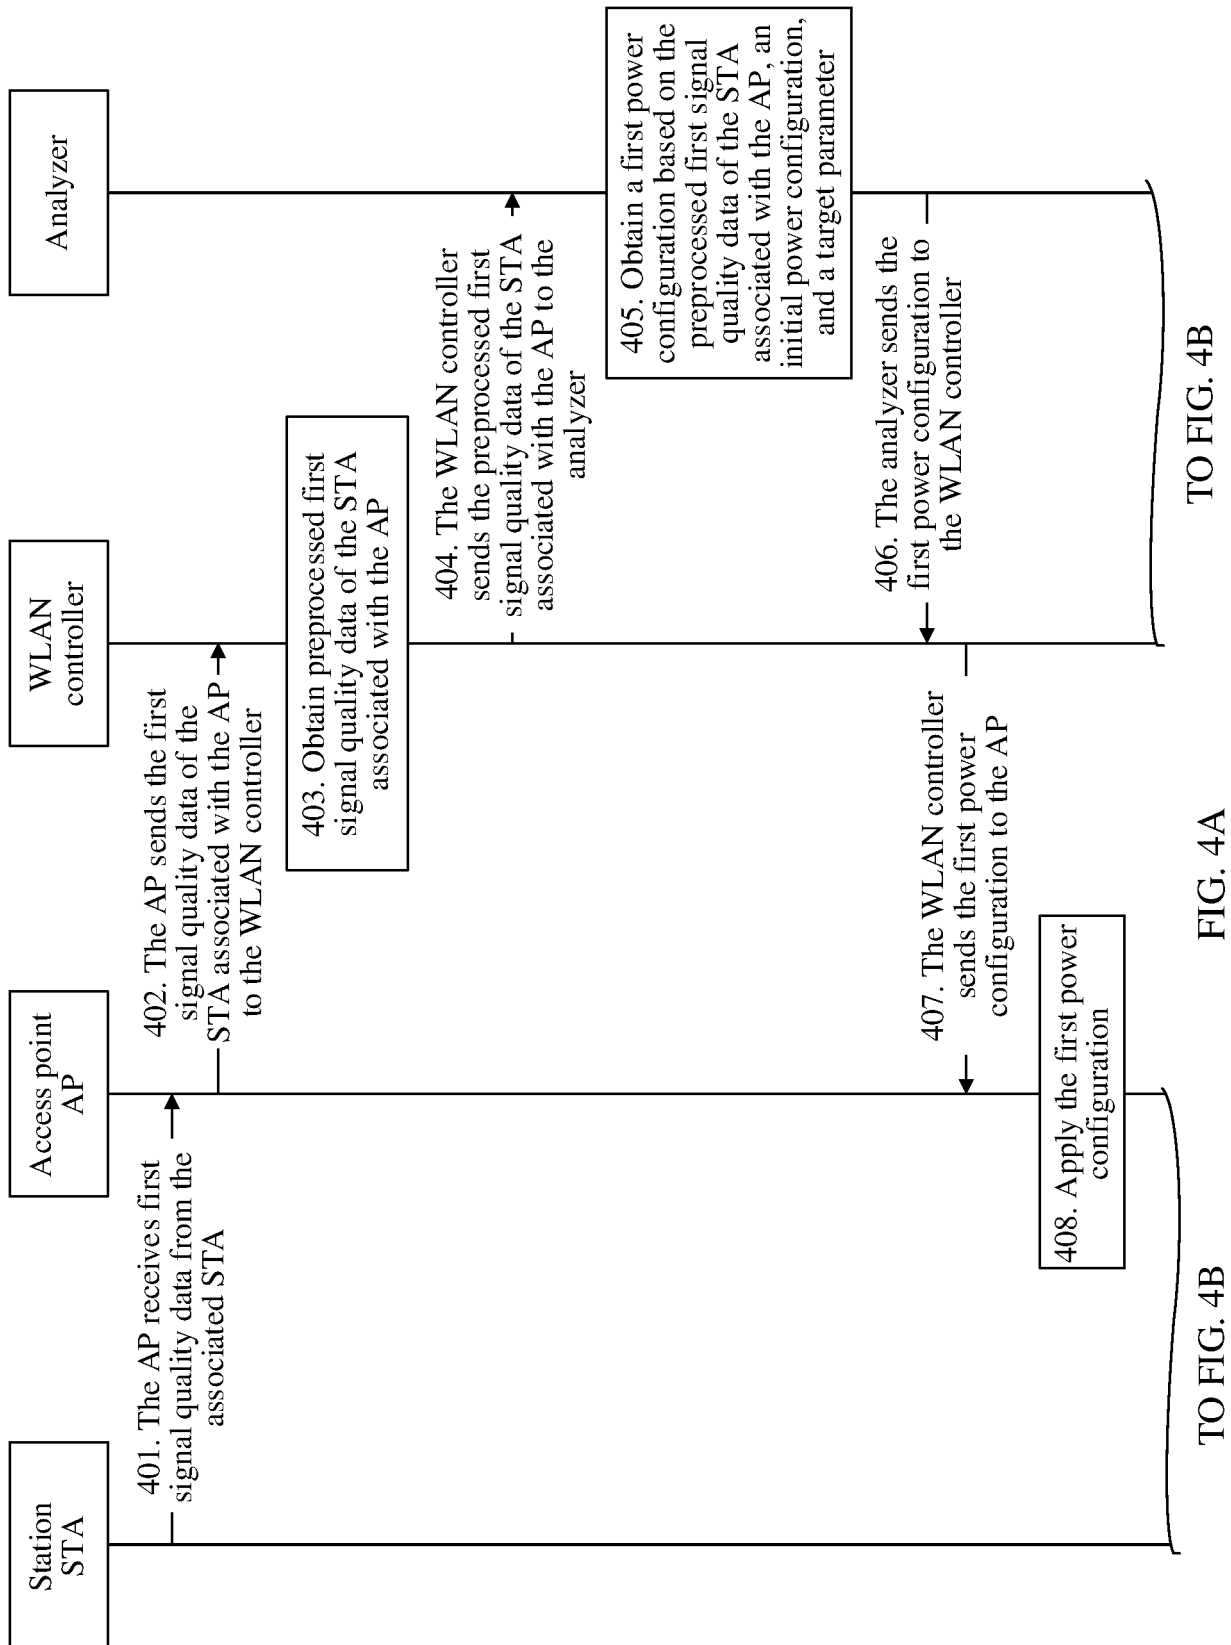 Station
STA
Access point
AP
WLAN
controller
Analyzer
401. The AP receives first
signal quality data from the
associated STA
402. The AP sends the first
signal quality data of the
STA associated with the AP
to the WLAN controller
403. Obtain preprocessed first
signal quality data of the STA
associated with the AP
404. The WLAN controller
sends the preprocessed first
signal quality data of the STA
associated with the AP to the
analyzer
405. Obtain a first power
configuration based on the
preprocessed first signal
quality data of the STA
associated with the AP, an
initial power configuration,
and a target parameter
406. The analyzer sends the
first power configuration to
the WLAN controller
407. The WLAN controller
sends the first power
configuration to the AP
408. Apply the first power
configuration
TO FIG. 4B
TO FIG. 4B
FIG. 4A